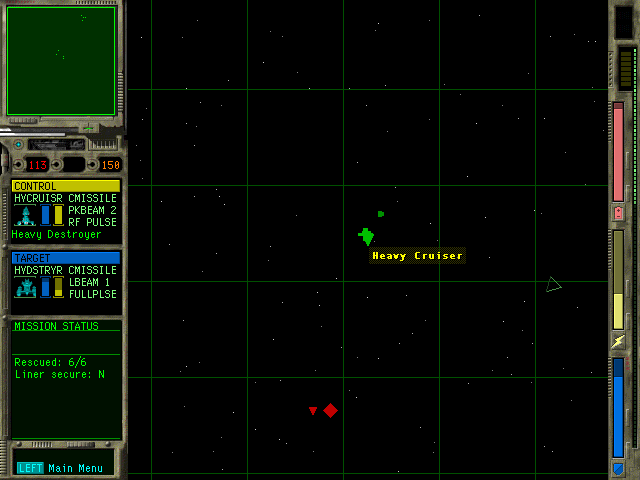 113 150
CONTROL
HVCRUISR CMISSILE
PKBEAM 2
RF PULSE
Heavy Destroyer
TARGET
HYDSTRYR CMISSILE
LBEAM 1
FULLPLSE
MISSION STATUS
Rescued: 6/6
Liner secure: N
LEFT Main Menu
Heavy Cruiser